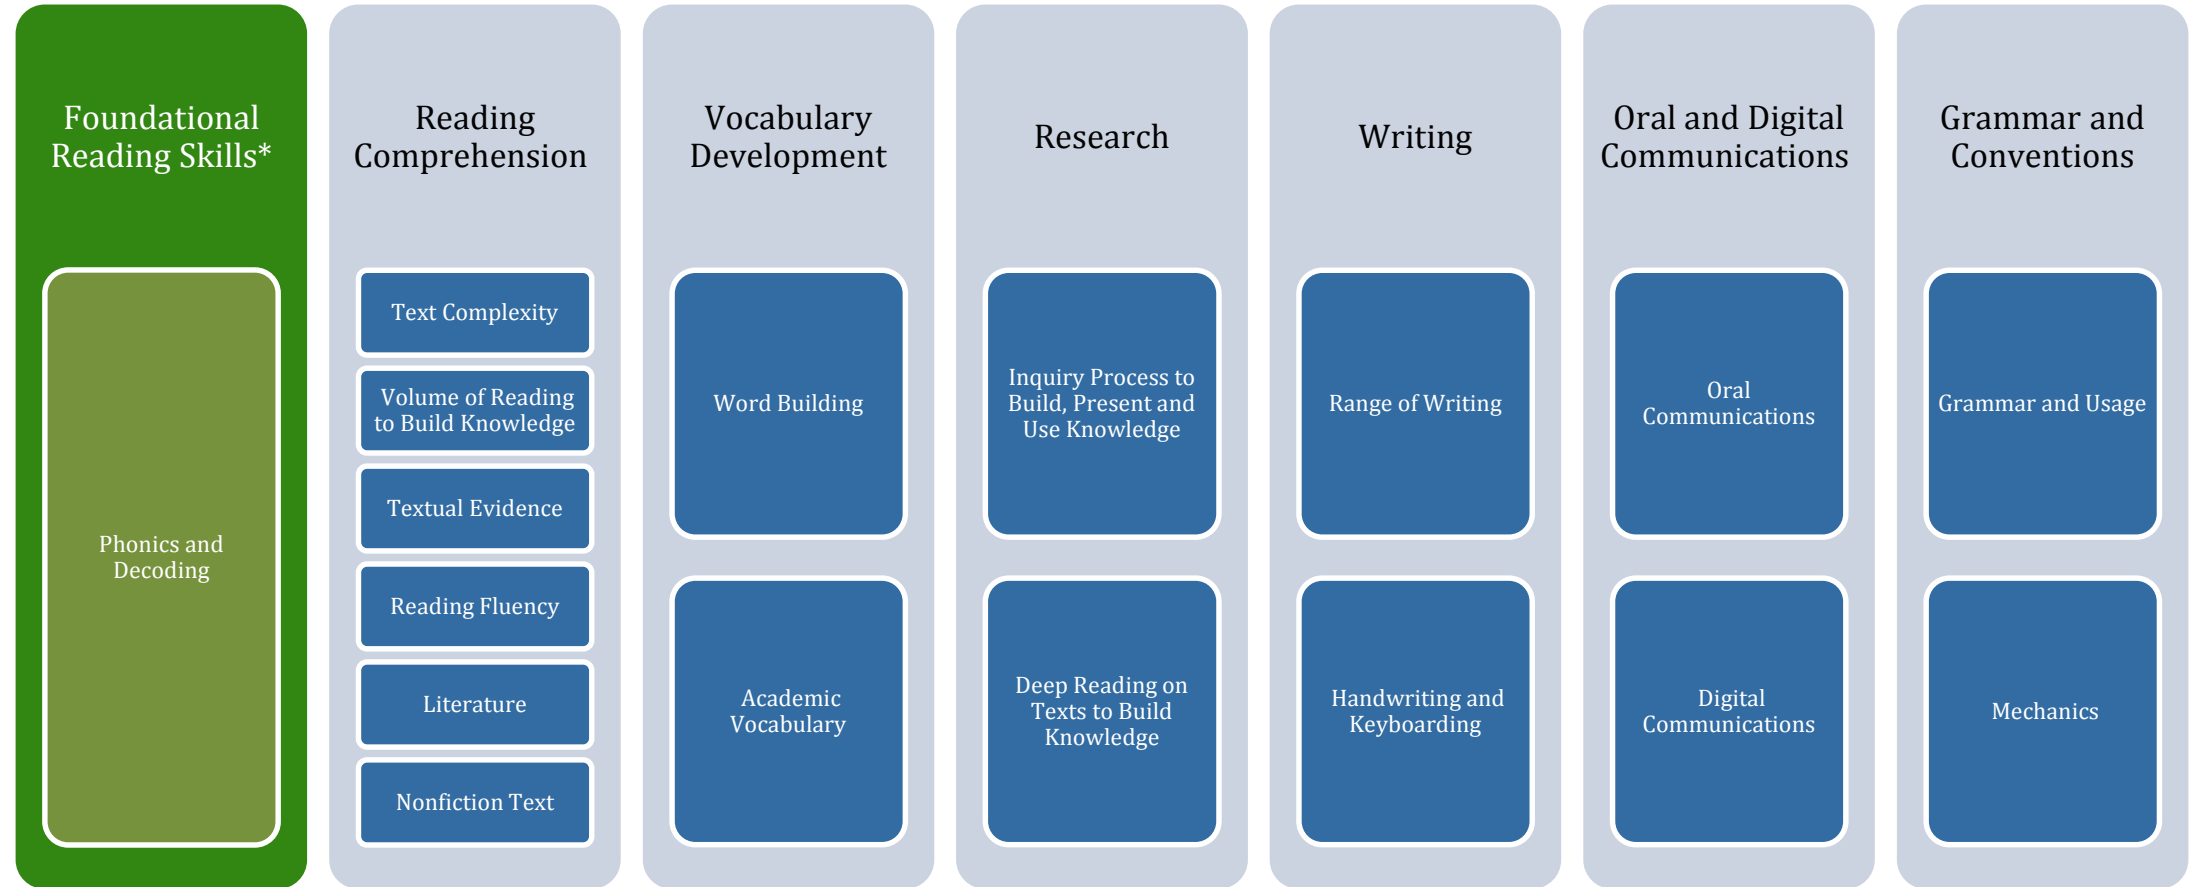 Foundational
Reading Skills*
Phonics and
Decoding
Reading
Comprehension
Text Complexity
Volume of Reading
to Build Knowledge
Textual Evidence
Reading Fluency
Literature
Nonfiction Text
Vocabulary
Development
Word Building
Academic
Vocabulary
Research
Inquiry Process to
Build, Present and
Use Knowledge
Deep Reading on
Texts to Build
Knowledge
Writing
Range of Writing
Handwriting and
Keyboarding
Oral and Digital
Communications
Oral
Communications
Digital
Communications
Grammar and
Conventions
Grammar and Usage
Mechanics